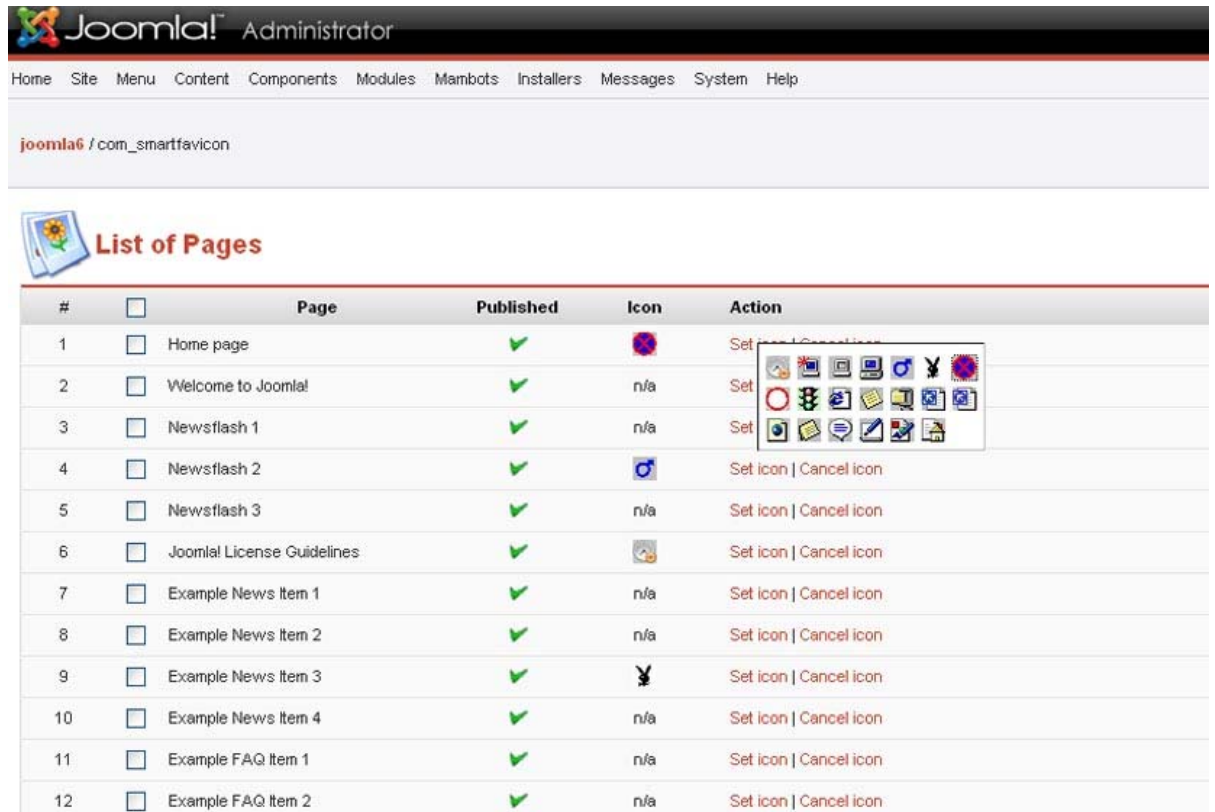 Joomla! Administrator
Home Site Menu Content Components Modules Mambots Installers Messages System Help
joomla6 / com_smartfavicon
List of Pages
# Page Published Icon Action
1 Home page Set icon | Cancel icon
2 Welcome to Joomla! n/a Set
3 Newsflash 1 n/a Set
4 Newsflash 2 Set icon | Cancel icon
5 Newsflash 3 n/a Set icon | Cancel icon
6 Joomla! License Guidelines Set icon | Cancel icon
7 Example News Item 1 n/a Set icon | Cancel icon
8 Example News Item 2 n/a Set icon | Cancel icon
9 Example News Item 3 Set icon | Cancel icon
10 Example News Item 4 n/a Set icon | Cancel icon
11 Example FAQ Item 1 n/a Set icon | Cancel icon
12 Example FAQ Item 2 n/a Set icon | Cancel icon